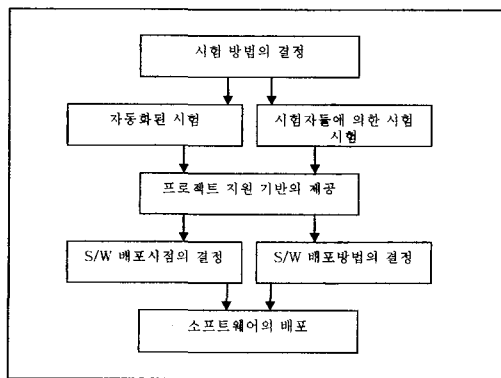 시험 방법의 결정
자동화된 시험
시험자들에 의한 시험
시험
프로젝트 지원 기반의 제공
S/W 배포시점의 결정
S/W 배포방법의 결정
소프트웨어의 배포